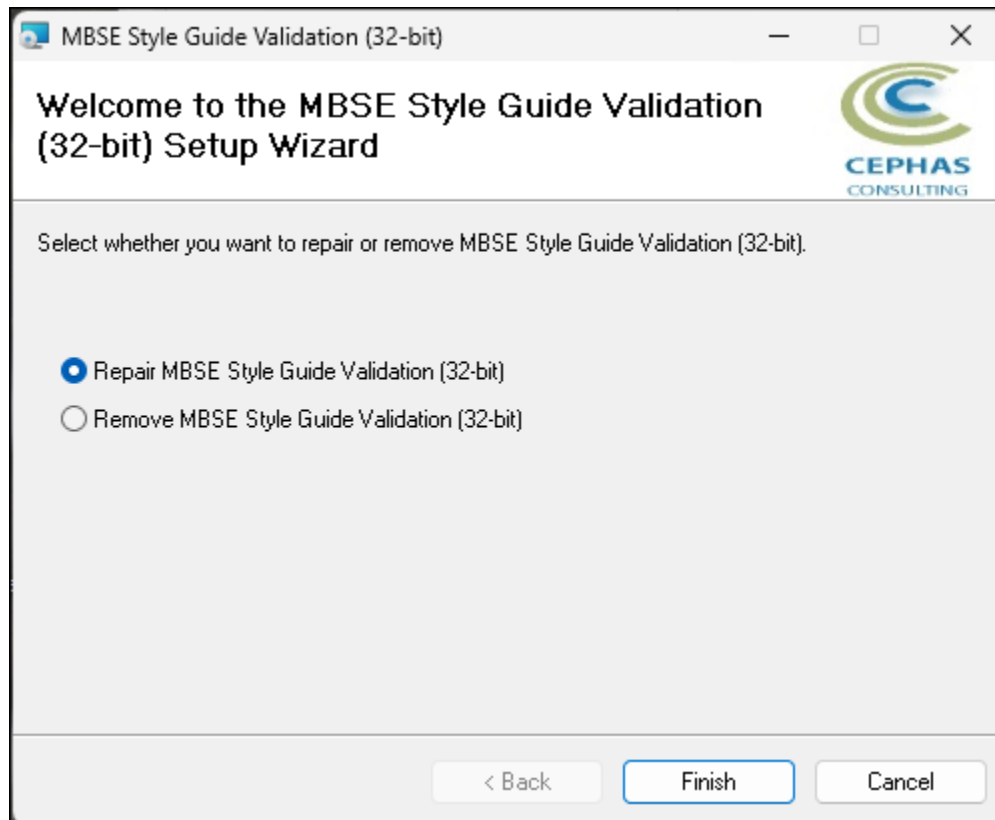 MBSE Style Guide Validation (32-bit)
Welcome to the MBSE Style Guide Validation
(32-bit) Setup Wizard
CEPHAS
CONSULTING
Select whether you want to repair or remove MBSE Style Guide Validation (32-bit).
Repair MBSE Style Guide Validation (32-bit)
Remove MBSE Style Guide Validation (32-bit)
< Back
Finish
Cancel